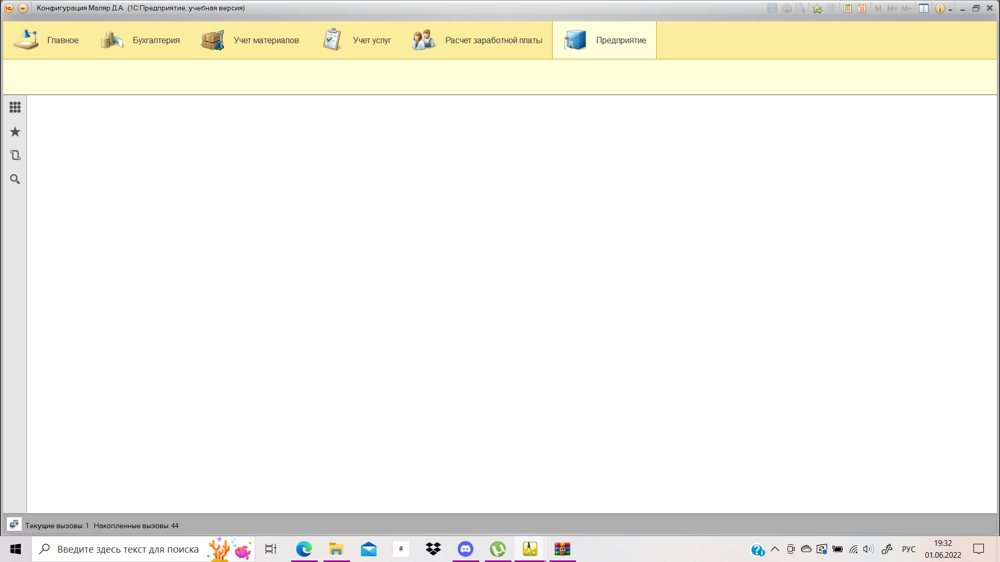 Конфигурация Маляр Д.А. (1С:Предприятие, учебная версия)
31
M M+ M-
Главное
Бухгалтерия
Учет материалов
Учет услуг
Расчет заработной платы
Предприятие
Текущие вызовы: 1 Накопленные вызовы: 44
Введите здесь текст для поиска
a
РУС
19:32
01.06.2022